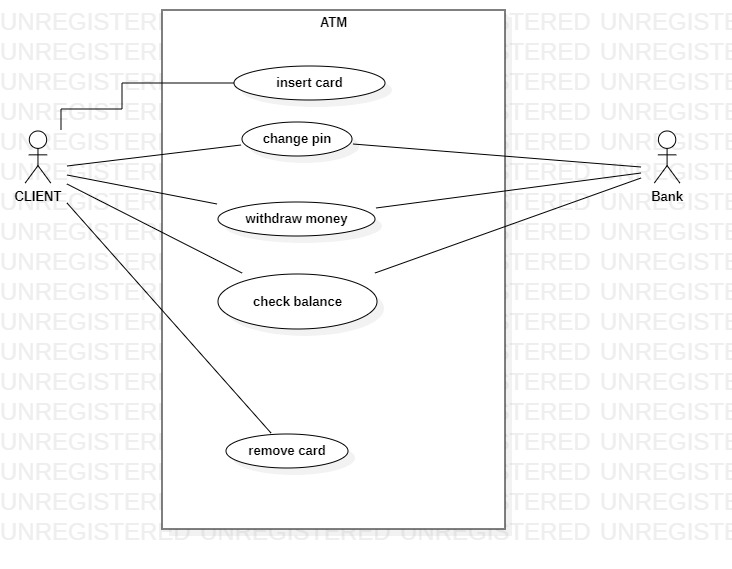 ATM
insert card
change pin
CLIENT
Bank
withdraw money
check balance
remove card
UNREGISTERED UNREGISTERED UNREGISTERED